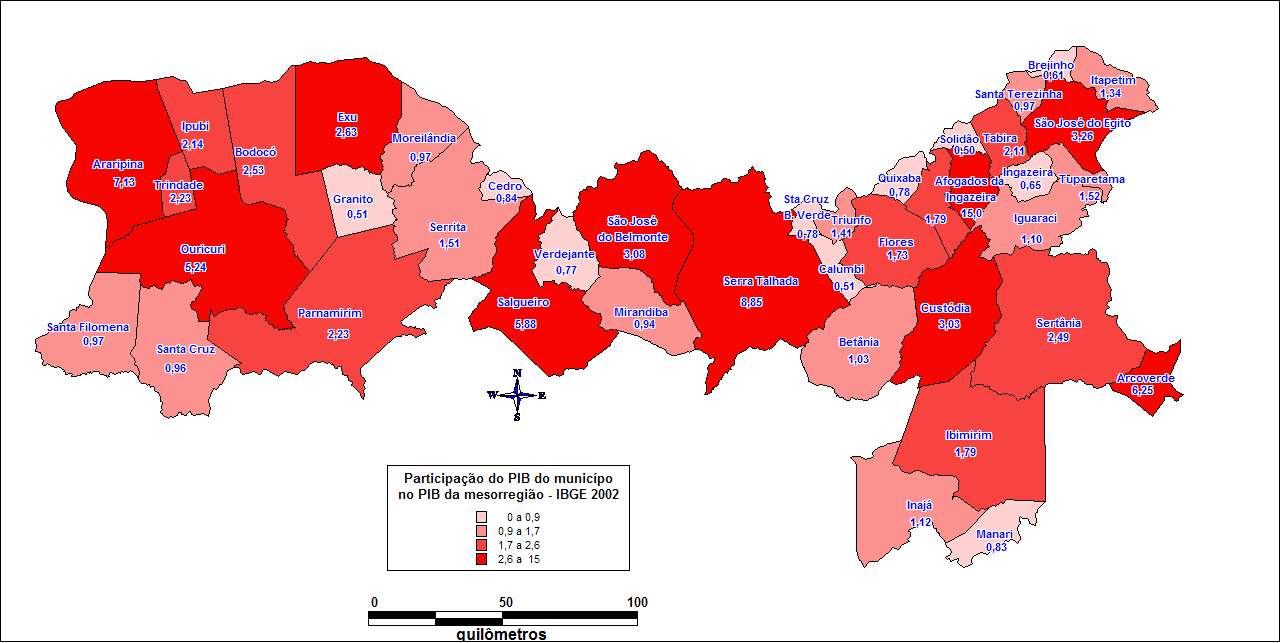 Brejinho
0,61
Itapetim
1,34
Santa Terezinha
0,97
São José do Egito
3,26
Exu
2,63
Ipubi
2,14
Moreilândia
0,97
Bodocó
2,53
Solidão
0,50
Tabira
2,11
Araripina
7,13
Trindade
2,23
Ingazeira
0,65
Tuparetama
1,52
Quixaba
0,78
Afogados da
Ingazeira
15,0
Cedro
0,84
Granito
0,51
Sta.Cruz
B. Verde
0,78
Triunfo
1,41
1,79
Iguaraci
1,10
Serrita
1,51
São José
do Belmonte
3,08
Flores
1,73
Ouricuri
5,24
Verdejante
0,77
Calumbi
0,51
Serra Talhada
8,85
Salgueiro
5,88
Parnamirim
2,23
Mirandiba
0,94
Custódia
3,03
Sertânia
2,49
Santa Filomena
0,97
Santa Cruz
0,96
Betânia
1,03
Arcoverde
6,25
N
W E
S
Ibimirim
1,79
Inajá
1,12
Manari
0,83
Participação do PIB do município
no PIB da mesorregião - IBGE 2002
0 a 0,9
0,9 a 1,7
1,7 a 2,6
2,6 a 15
0 50 100
quilômetros